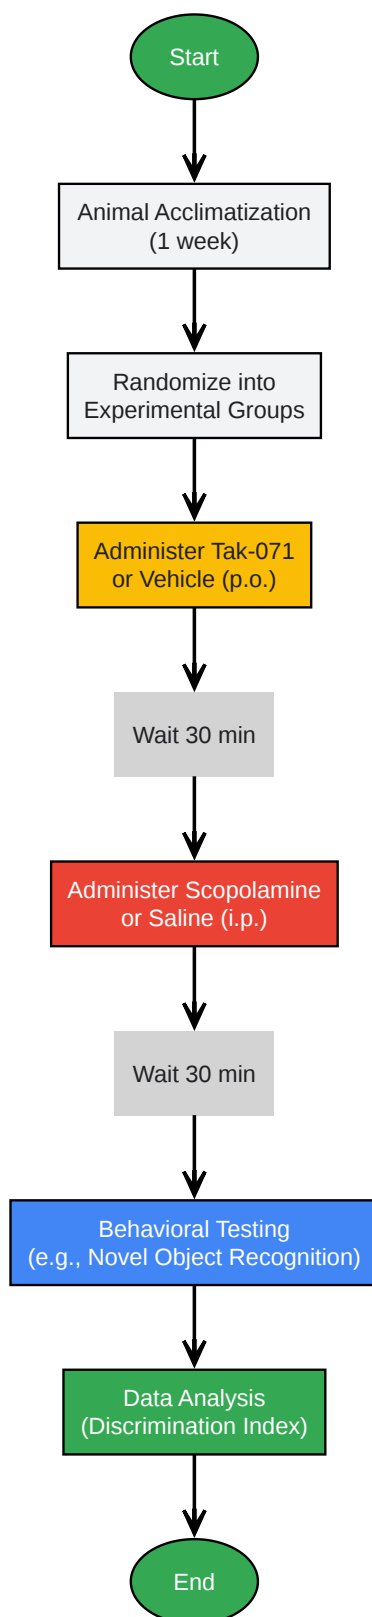 Start
Animal Acclimatization
(1 week)
Randomize into
Experimental Groups
Administer Tak-071
or Vehicle (p.o.)
Wait 30 min
Administer Scopolamine
or Saline (i.p.)
Wait 30 min
Behavioral Testing
(e.g., Novel Object Recognition)
Data Analysis
(Discrimination Index)
End